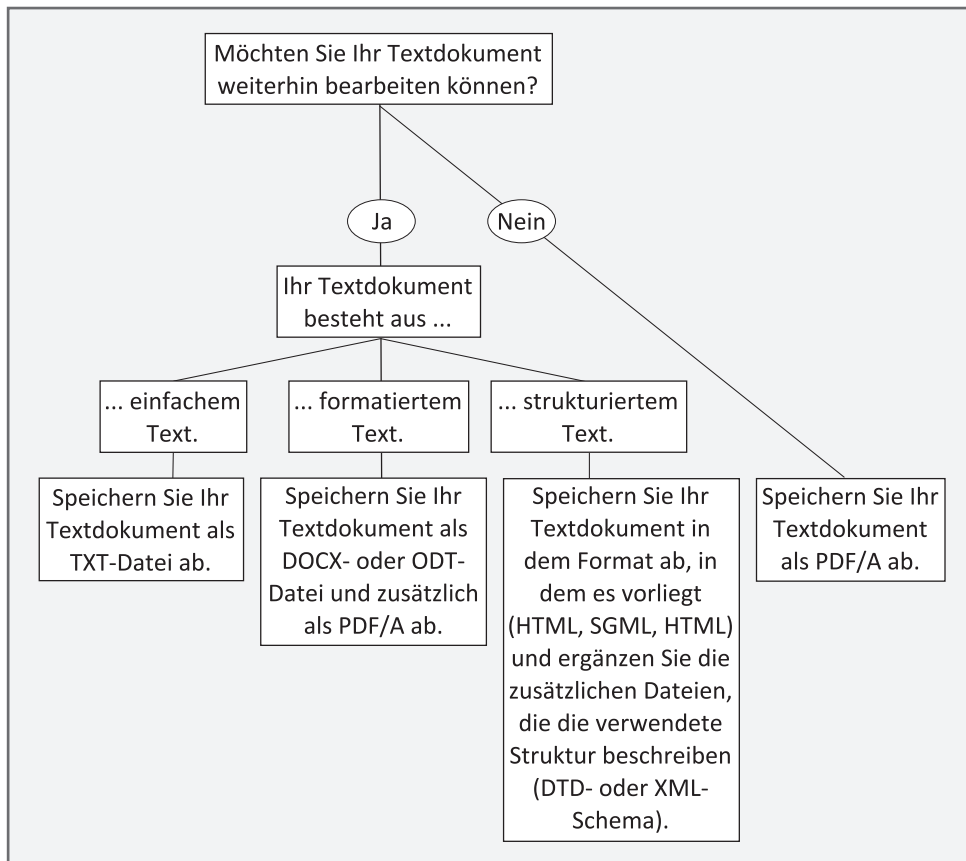 Möchten Sie Ihr Textdokument
weiterhin bearbeiten können?
Ja
Nein
Ihr Textdokument
besteht aus ...
... einfachem
Text.
... formatiertem
Text.
... strukturiertem
Text.
Speichern Sie Ihr
Textdokument als
TXT-Datei ab.
Speichern Sie Ihr
Textdokument als
DOCX- oder ODT-
Datei und zusätzlich
als PDF/A ab.
Speichern Sie Ihr
Textdokument in
dem Format ab, in
dem es vorliegt
(HTML, SGML, HTML)
und ergänzen Sie die
zusätzlichen Dateien,
die die verwendete
Struktur beschreiben
(DTD- oder XML-
Schema).
Speichern Sie Ihr
Textdokument
als PDF/A ab.